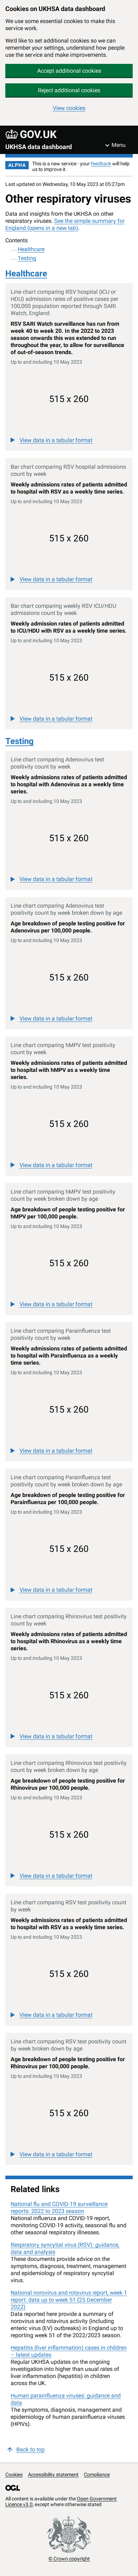 Cookies on UKHSA data dashboard
We use some essential cookies to make this
service work.
We'd like to set additional cookies so we can
remember your settings, understand how people
use the service and make improvements.
Accept additional cookies
Reject additional cookies
View cookies
GOV.UK
UKHSA data dashboard
Menu
ALPHA
This is a new service - your feedback will help
us to improve it.
Last updated on Wednesday, 10 May 2023 at 05:27pm
Other respiratory viruses
Data and insights from the UKHSA on other
respiratory viruses. See the simple summary for
England (opens in a new tab).
Contents
— Healthcare
— Testing
Healthcare
Line chart comparing RSV hospital (ICU or
HDU) admission rates of positive cases per
100,000 population reported through SARI
Watch, England
RSV SARI Watch surveillance has run from
week 40 to week 20. In the 2022 to 2023
season onwards this was extended to run
throughout the year, to allow for surveillance
of out-of-season trends.
Up to and including 10 May 2023
515 x 260
View data in a tabular format
Bar chart comparing RSV hospital admissions
count by week
Weekly admissions rates of patients admitted
to hospital with RSV as a weekly time series.
Up to and including 10 May 2023
515 x 260
View data in a tabular format
Bar chart comparing weekly RSV ICU/HDU
admissions count by week
Weekly admission rates of patients admitted
to ICU/HDU with RSV as a weekly time series.
Up to and including 10 May 2023
515 x 260
View data in a tabular format
Testing
Line chart comparing Adenovirus test
positivity count by week
Weekly admissions rates of patients admitted
to hospital with Adenovirus as a weekly time
series.
Up to and including 10 May 2023
515 x 260
View data in a tabular format
Line chart comparing Adenovirus test
positivity count by week broken down by age
Age breakdown of people testing positive for
Adenovirus per 100,000 people.
Up to and including 10 May 2023
515 x 260
View data in a tabular format
Line chart comparing hMPV test positivity
count by week
Weekly admissions rates of patients admitted
to hospital with hMPV as a weekly time
series.
Up to and including 10 May 2023
515 x 260
View data in a tabular format
Line chart comparing hMPV test positivity
count by week broken down by age
Age breakdown of people testing positive for
hMPV per 100,000 people.
Up to and including 10 May 2023
515 x 260
View data in a tabular format
Line chart comparing Parainfluenza test
positivity count by week
Weekly admissions rates of patients admitted
to hospital with Parainfluenza as a weekly
time series.
Up to and including 10 May 2023
515 x 260
View data in a tabular format
Line chart comparing Parainfluenza test
positivity count by week broken down by age
Age breakdown of people testing positive for
Parainfluenza per 100,000 people.
Up to and including 10 May 2023
515 x 260
View data in a tabular format
Line chart comparing Rhinovirus test positivity
count by week
Weekly admissions rates of patients admitted
to hospital with Rhinovirus as a weekly time
series.
Up to and including 10 May 2023
515 x 260
View data in a tabular format
Line chart comparing Rhinovirus test positivity
count by week broken down by age
Age breakdown of people testing positive for
Rhinovirus per 100,000 people.
Up to and including 10 May 2023
515 x 260
View data in a tabular format
Line chart comparing RSV test positivity count
by week
Weekly admissions rates of patients admitted
to hospital with RSV as a weekly time series.
Up to and including 10 May 2023
515 x 260
View data in a tabular format
Line chart comparing RSV test positivity count
by week broken down by age
Age breakdown of people testing positive for
Rhinovirus per 100,000 people.
Up to and including 10 May 2023
515 x 260
View data in a tabular format
Related links
National flu and COVID-19 surveillance
reports: 2022 to 2023 season
National influenza and COVID-19 report,
monitoring COVID-19 activity, seasonal flu and
other seasonal respiratory illnesses.
Respiratory syncytial virus (RSV): guidance,
data and analysis
These documents provide advice on the
symptoms, diagnosis, treatment, management
and epidemiology of respiratory syncytial
virus
National norovirus and rotavirus report, week 1
report: data up to week 51 (25 December
2022)
Data reported here provide a summary of
norovirus and rotavirus activity (including
enteric virus (EV) outbreaks) in England up to
reporting week 51 of the 2022/2023 season.
Hepatitis (liver inflammation) cases in children
– latest updates
Regular UKHSA updates on the ongoing
investigation into higher than usual rates of
liver inflammation (hepatitis) in children
across the UK.
Human parainfluenza viruses: guidance and
data
The symptoms, diagnosis, management and
epidemiology of human parainfluenza viruses
(HPIVs).
Back to top
Cookies Accessibility statement Compliance
OGL
All content is available under the Open Government
Licence v3.0, except where otherwise stated
© Crown copyright